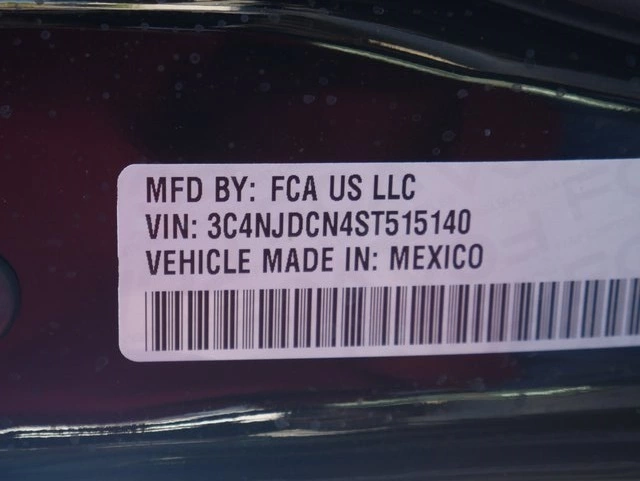 MFD BY: FCA US LLC
VIN: 3C4NJDCN4ST515140
VEHICLE MADE IN: MEXICO